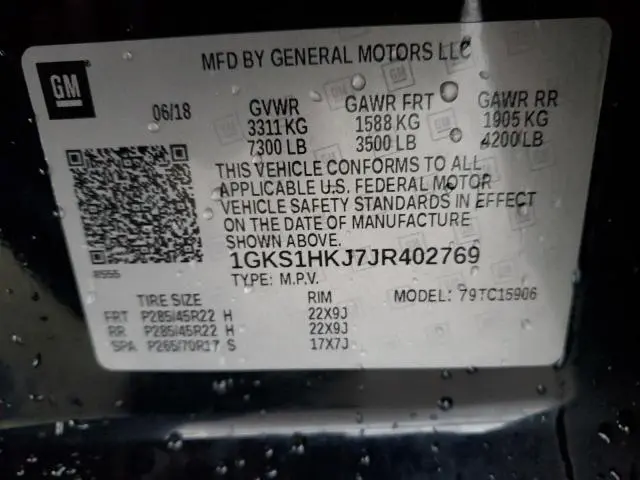 GM
MFD BY GENERAL MOTORS LLC
06/18 GVWR GAWR FRT GAWR RR
3311 KG 1588 KG 1905 KG
7300 LB 3500 LB 4200 LB
THIS VEHICLE CONFORMS TO ALL
APPLICABLE U.S. FEDERAL MOTOR
VEHICLE SAFETY STANDARDS IN EFFECT
ON THE DATE OF MANUFACTURE
1GKS1HKJ7JR402769
TYPE: M.P.V.
MODEL: 79TC15906
TIRE SIZE RIM
FRT P285/45R22 H 22X9J
RR P285/45R22 H 22X9J
SPA P265/70R17 S 17X7J